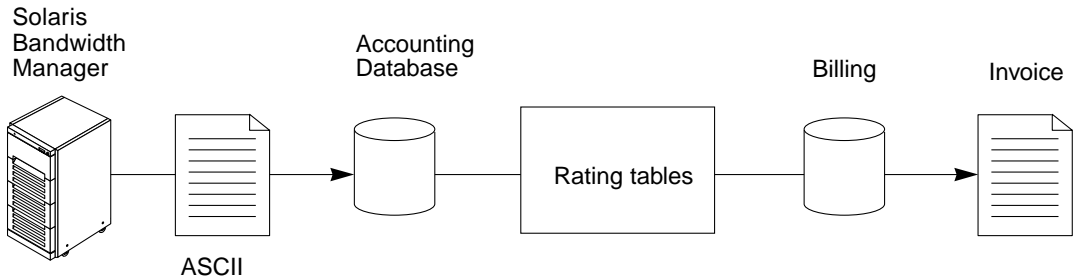 Solaris
Bandwidth
Manager
Accounting
Database
Billing
Invoice
Rating tables
ASCII